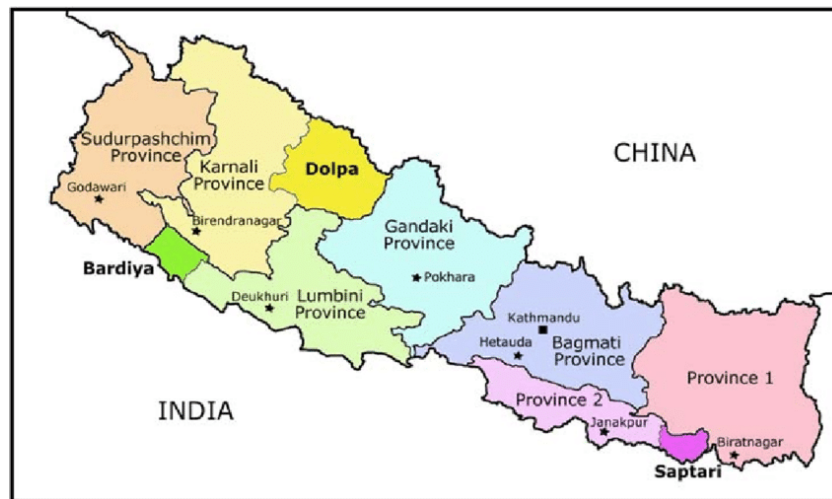 CHINA
Sudurpashchim
Province
Godawari
Karnali
Province
Dolpa
Birendranagar
Bardiya
Gandaki
Province
Pokhara
Deukhuri
Lumbini
Province
Kathmandu
Hetauda
Bagmati
Province
Province 1
Province 2
Janakpur
INDIA
Biratnagar
Saptari